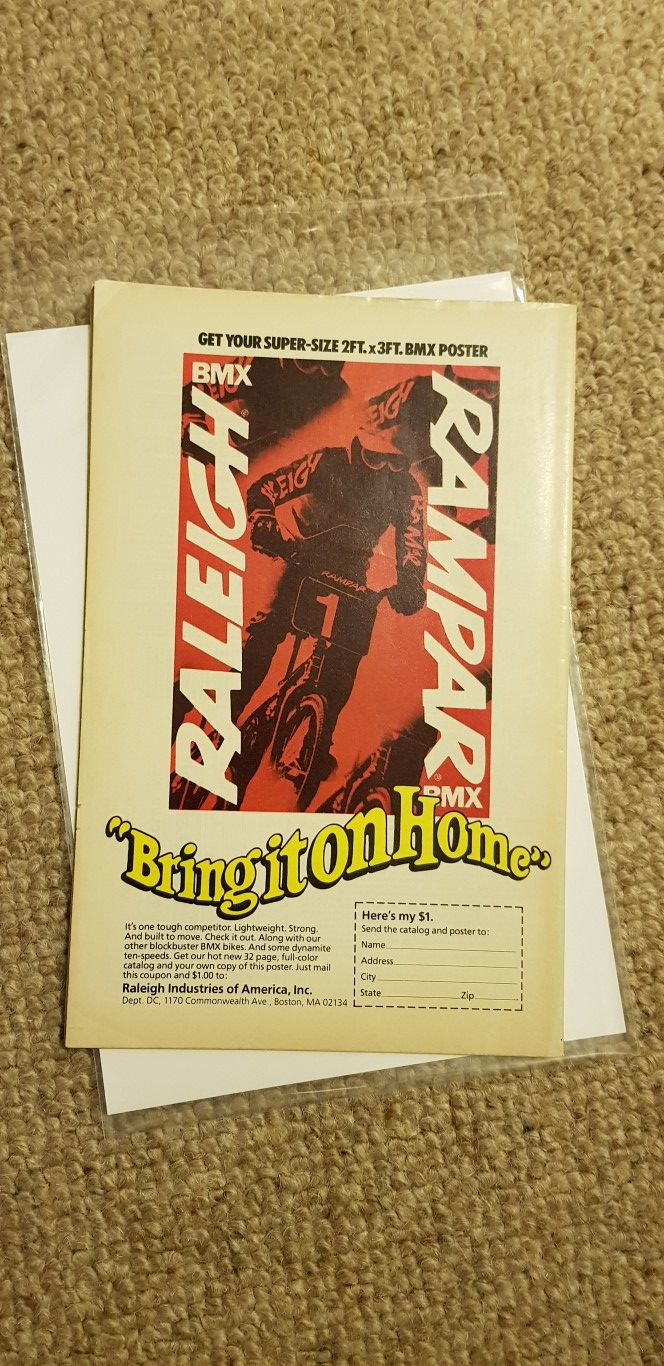 GET YOUR SUPER-SIZE 2FT. x 3FT. BMX POSTER
BMX
RALEIGH®
RAMPAR®
BMX
EIGH
LEIGH
RAMPAR
1
"Bring it on Home"
It's one tough competitor. Lightweight. Strong.
And built to move. Check it out. Along with our
other blockbuster BMX bikes. And some dynamite
ten-speeds. Get our hot new 32 page, full-color
catalog and your own copy of this poster. Just mail
this coupon and $1.00 to:
Raleigh Industries of America, Inc.
Dept. DC, 1170 Commonwealth Ave., Boston, MA 02134
Here's my $1.
Send the catalog and poster to:
Name
Address
City
State Zip